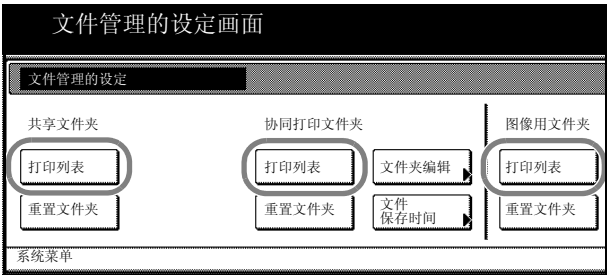 文件管理的设定画面
文件管理的设定
共享文件夹
协同打印文件夹
图像用文件夹
打印列表
打印列表
文件夹编辑
打印列表
重置文件夹
重置文件夹
文件
保存时间
重置文件夹
系统菜单